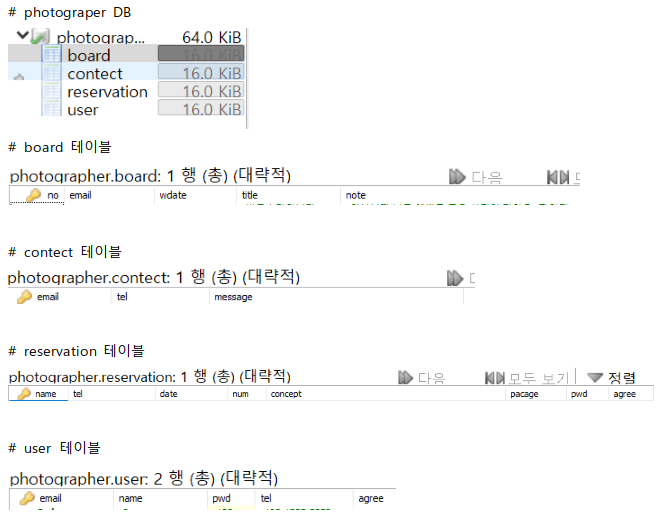 # photograper DB
photograp... 64.0 KiB
board 16.0 KiB
contect 16.0 KiB
reservation 16.0 KiB
user 16.0 KiB
# board 테이블
photographer.board: 1 행 (총) (대략적) 다음
no email wdate title note
# contect 테이블
photographer.contect: 1 행 (총) (대략적)
email tel message
# reservation 테이블
photographer.reservation: 1 행 (총) (대략적) 다음 모두 보기 정렬
name tel date num concept pacage pwd agree
# user 테이블
photographer.user: 2 행 (총) (대략적)
email name pwd tel agree